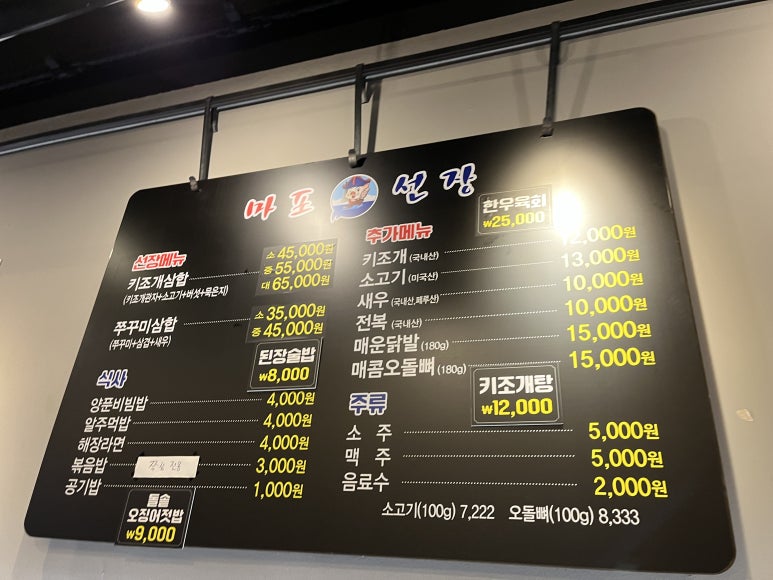 마포 선장
한우육회
₩25,000
선장메뉴
키조개삼합
(키조개관자+소고기+버섯+묵은지)
소 45,000원
중 55,000원
대 65,000원
쭈꾸미삼합
(쭈꾸미+삼겹+새우)
소 35,000원
중 45,000원
된장술밥
₩8,000
식사
양푼비빔밥 4,000원
알주먹밥 4,000원
해장라면 4,000원
볶음밥 3,000원
공기밥 1,000원
돌솥
오징어젓밥
₩9,000
추가메뉴
키조개 (국내산) 2,000원
소고기 (미국산) 13,000원
새우 (국내산,페루산) 10,000원
전복 (국내산) 10,000원
매운닭발 (180g) 15,000원
매콤오돌뼈 (180g) 15,000원
키조개탕
₩12,000
주류
소 주 5,000원
맥 주 5,000원
음료수 2,000원
소고기(100g) 7,222 오돌뼈(100g) 8,333